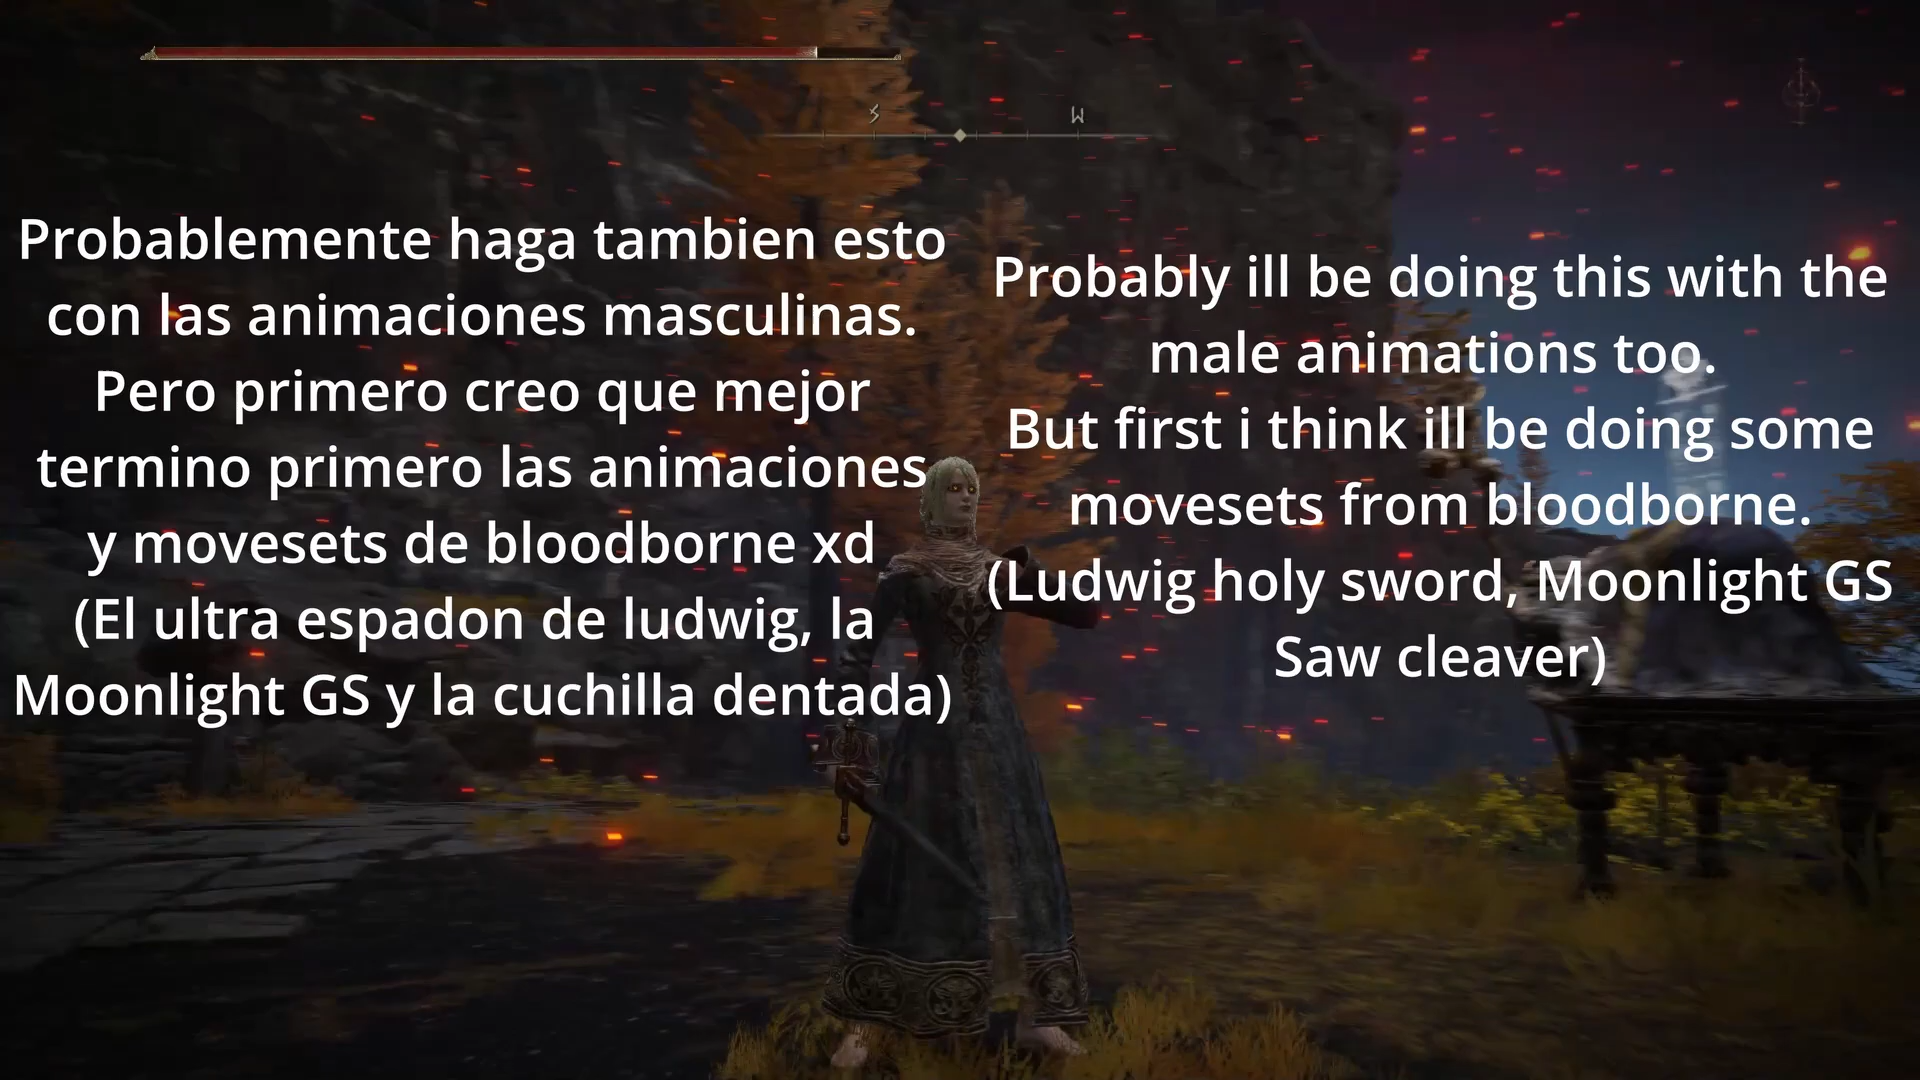 S W
Probablemente haga tambien esto
con las animaciones masculinas.
Pero primero creo que mejor
termino primero las animaciones
y movesets de bloodborne xd
(El ultra espadon de ludwig, la
Moonlight GS y la cuchilla dentada)
Probably ill be doing this with the
male animations too.
But first i think ill be doing some
movesets from bloodborne.
(Ludwig holy sword, Moonlight GS
Saw cleaver)